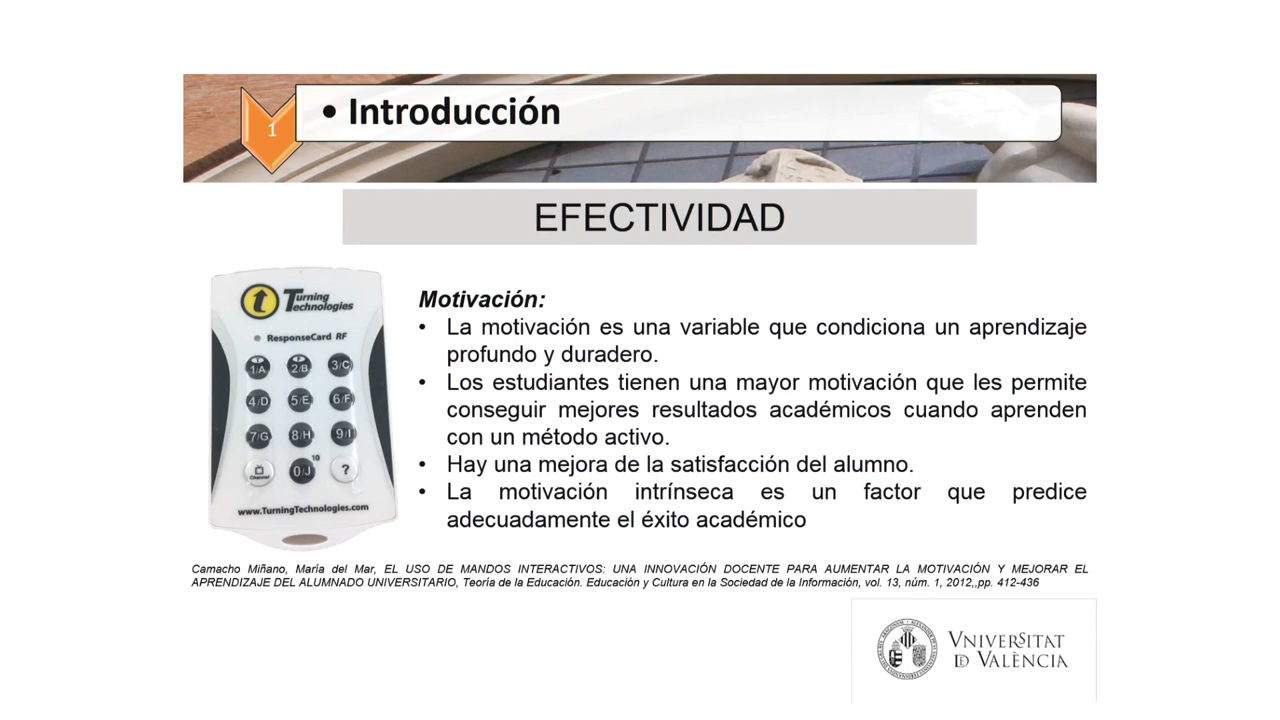 1
• Introducción
EFECTIVIDAD
Turning
Technologies
ResponseCard RF
1/A 2/B 3/C
4/D 5/E 6/F
7/G 8/H 9/I
10
Channel 0/J ?
www.TurningTechnologies.com
Motivación:
• La motivación es una variable que condiciona un aprendizaje
profundo y duradero.
• Los estudiantes tienen una mayor motivación que les permite
conseguir mejores resultados académicos cuando aprenden
con un método activo.
• Hay una mejora de la satisfacción del alumno.
• La motivación intrínseca es un factor que predice
adecuadamente el éxito académico
Camacho Miñano, María del Mar, EL USO DE MANDOS INTERACTIVOS: UNA INNOVACIÓN DOCENTE PARA AUMENTAR LA MOTIVACIÓN Y MEJORAR EL
APRENDIZAJE DEL ALUMNADO UNIVERSITARIO, Teoría de la Educación. Educación y Cultura en la Sociedad de la Información, vol. 13, núm. 1, 2012,,pp. 412-436
VNIVERSITAT
DE VALÈNCIA